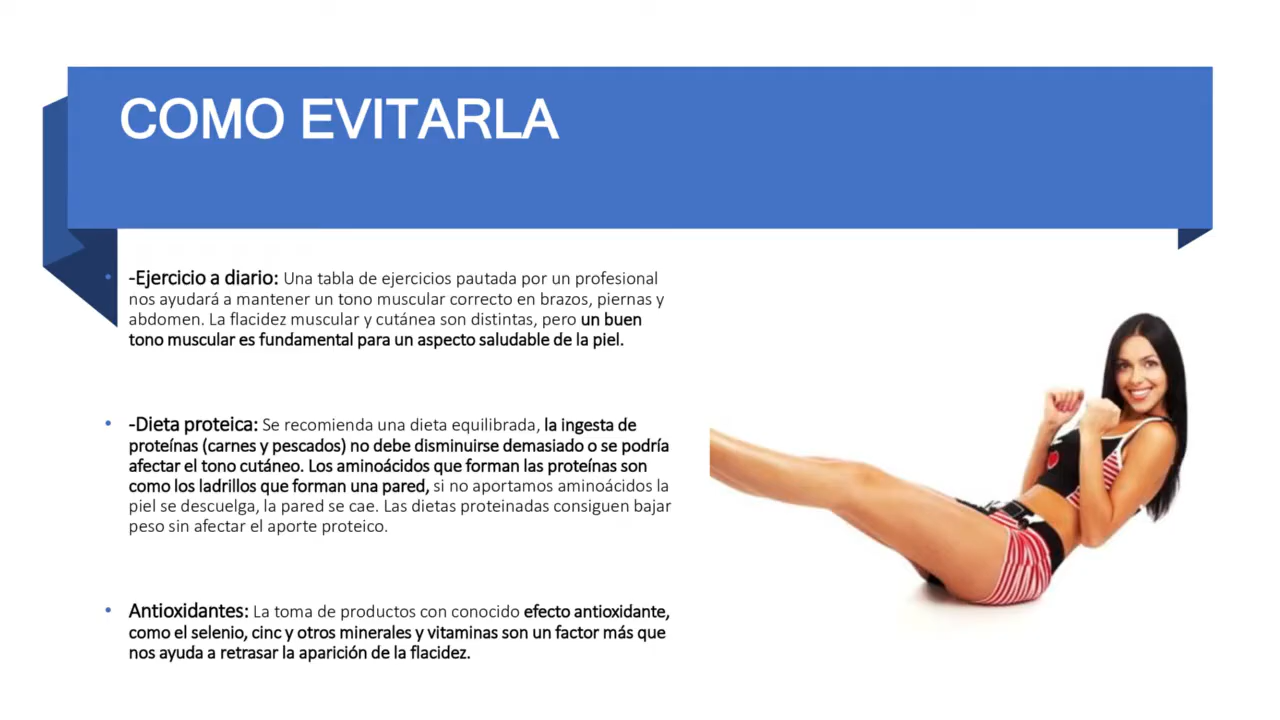 COMO EVITARLA
• -Ejercicio a diario: Una tabla de ejercicios pautada por un profesional
nos ayudará a mantener un tono muscular correcto en brazos, piernas y
abdomen. La flacidez muscular y cutánea son distintas, pero un buen
tono muscular es fundamental para un aspecto saludable de la piel.
• -Dieta proteica: Se recomienda una dieta equilibrada, la ingesta de
proteínas (carnes y pescados) no debe disminuirse demasiado o se podría
afectar el tono cutáneo. Los aminoácidos que forman las proteínas son
como los ladrillos que forman una pared, si no aportamos aminoácidos la
piel se descuelga, la pared se cae. Las dietas proteinadas consiguen bajar
peso sin afectar el aporte proteico.
• Antioxidantes: La toma de productos con conocido efecto antioxidante,
como el selenio, cinc y otros minerales y vitaminas son un factor más que
nos ayuda a retrasar la aparición de la flacidez.